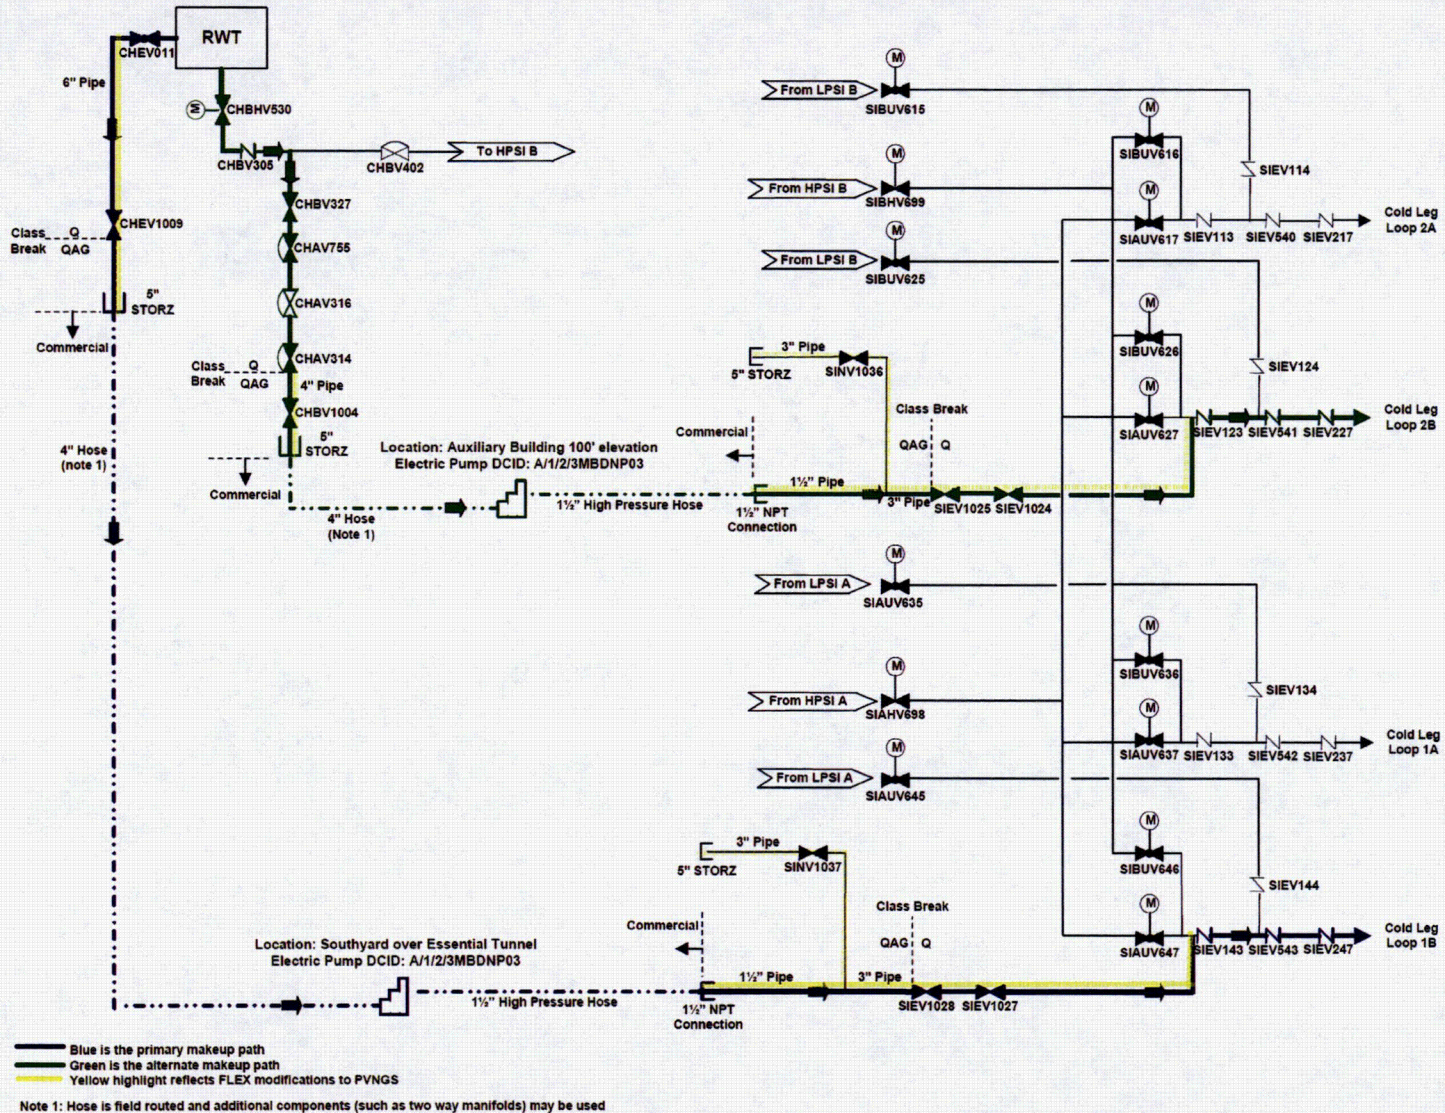 RWT
CHEV011
6" Pipe
M
CHBHV530
CHBV305
CHBV402
To HPSI B
CHBV327
CHEV1009
Class
Break
Q
QAG
CHAV755
5"
STORZ
CHAV316
Commercial
CHAV314
Class
Break
Q
QAG
4" Pipe
CHBV1004
5"
STORZ
Commercial
4" Hose
(note 1)
4" Hose
(Note 1)
Location: Auxiliary Building 100' elevation
Electric Pump DCID: A/1/2/3MBDNP03
1½" High Pressure Hose
Commercial
1½" Pipe
1½" NPT
Connection
3" Pipe
5" STORZ
SINV1036
Class Break
QAG
Q
3" Pipe
SIEV1025
SIEV1024
M
From LPSI B
SIBUV615
M
From HPSI B
SIBHV699
M
From LPSI B
SIBUV625
M
SIBUV616
SIEV114
M
SIAUV617
SIEV113
SIEV540
SIEV217
Cold Leg
Loop 2A
M
SIBUV626
SIEV124
M
SIAUV627
SIEV123
SIEV541
SIEV227
Cold Leg
Loop 2B
M
From LPSI A
SIAUV635
M
From HPSI A
SIAHV698
M
From LPSI A
SIAUV645
M
SIBUV636
SIEV134
M
SIAUV637
SIEV133
SIEV542
SIEV237
Cold Leg
Loop 1A
M
SIBUV646
SIEV144
M
SIAUV647
SIEV143
SIEV543
SIEV247
Cold Leg
Loop 1B
3" Pipe
5" STORZ
SINV1037
Class Break
Commercial
QAG
Q
Location: Southyard over Essential Tunnel
Electric Pump DCID: A/1/2/3MBDNP03
1½" High Pressure Hose
1½" Pipe
3" Pipe
1½" NPT
Connection
SIEV1028
SIEV1027
Blue is the primary makeup path
Green is the alternate makeup path
Yellow highlight reflects FLEX modifications to PVNGS
Note 1: Hose is field routed and additional components (such as two way manifolds) may be used